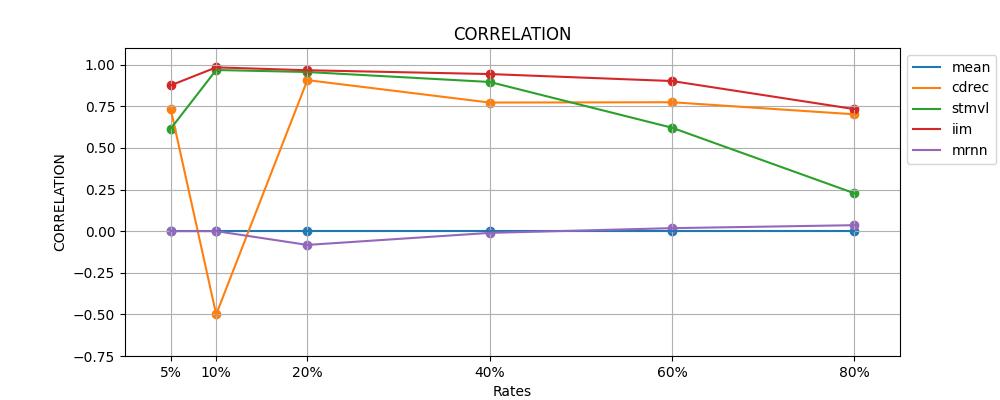 CORRELATION
1.00
0.75
0.50
0.25
0.00
−0.25
−0.50
−0.75
CORRELATION
5% 10% 20% 40% 60% 80%
Rates
mean
cdrec
stmvl
iim
mrnn